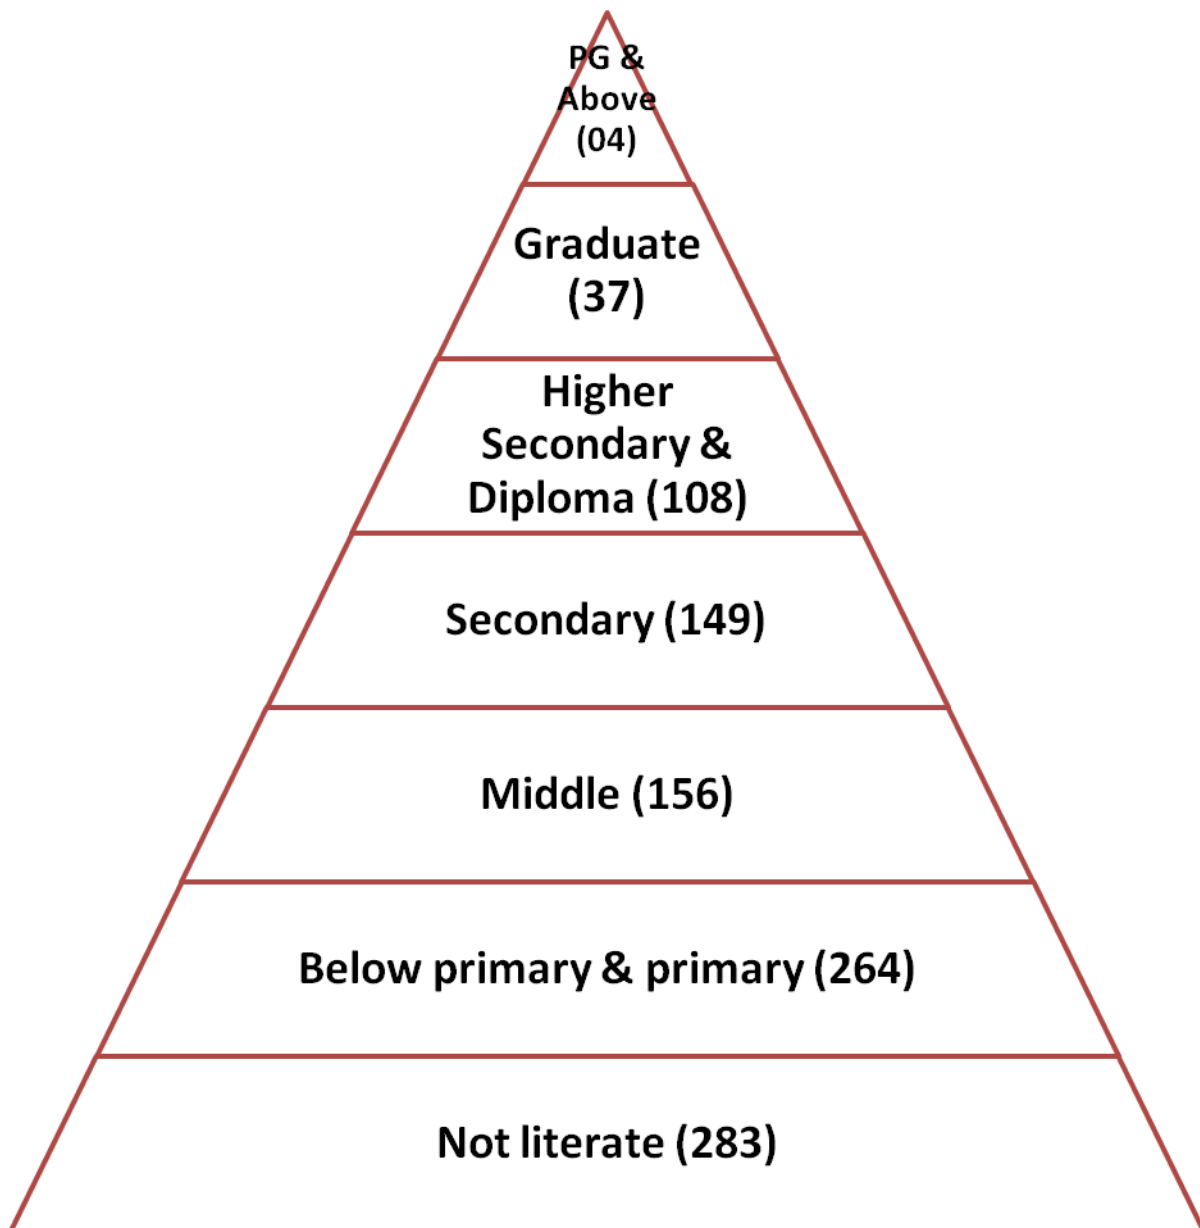 PG &
Above
(04)
Graduate
(37)
Higher
Secondary &
Diploma (108)
Secondary (149)
Middle (156)
Below primary & primary (264)
Not literate (283)